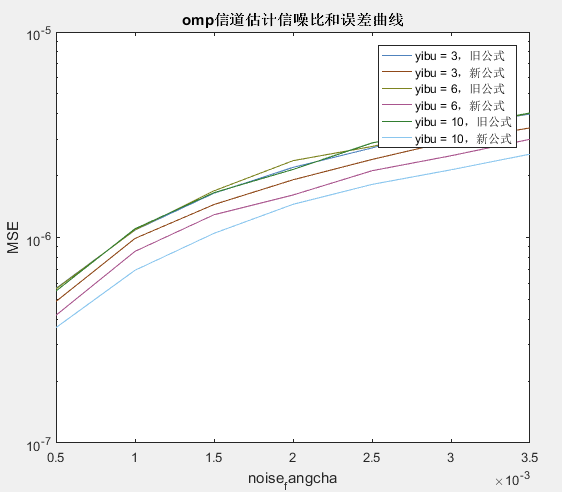 omp信道估计信噪比和误差曲线
10-5
yibu = 3，旧公式
yibu = 3，新公式
yibu = 6，旧公式
yibu = 6，新公式
yibu = 10，旧公式
yibu = 10，新公式
MSE
10-6
10-7
0.5 1 1.5 2 2.5 3 3.5
noisefangcha
×10-3